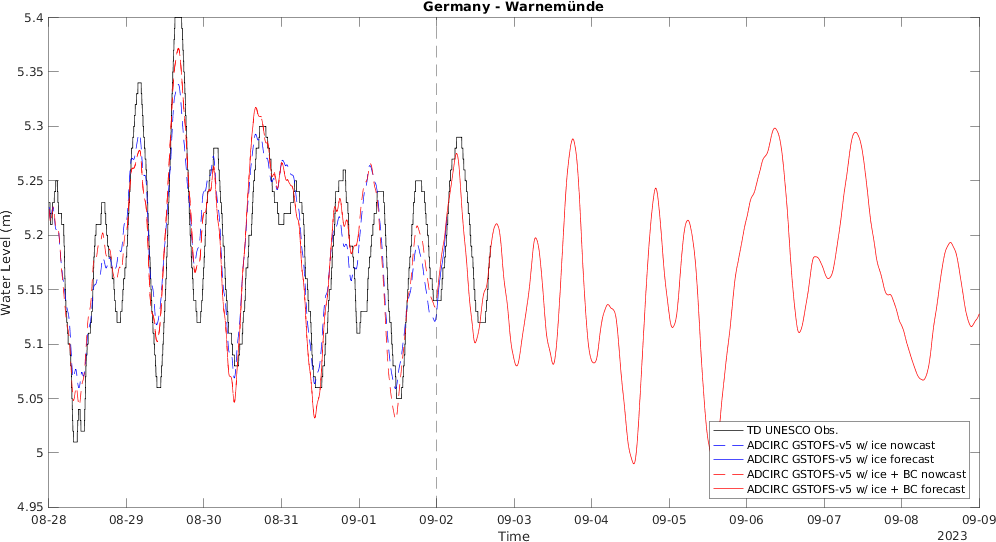 Germany - Warnemünde
Water Level (m)
5.4
5.35
5.3
5.25
5.2
5.15
5.1
5.05
5
4.95
TD UNESCO Obs.
ADCIRC GSTOFS-v5 w/ ice nowcast
ADCIRC GSTOFS-v5 w/ ice forecast
ADCIRC GSTOFS-v5 w/ ice + BC nowcast
ADCIRC GSTOFS-v5 w/ ice + BC forecast
08-28 08-29 08-30 08-31 09-01 09-02 09-03 09-04 09-05 09-06 09-07 09-08 09-09
Time
2023